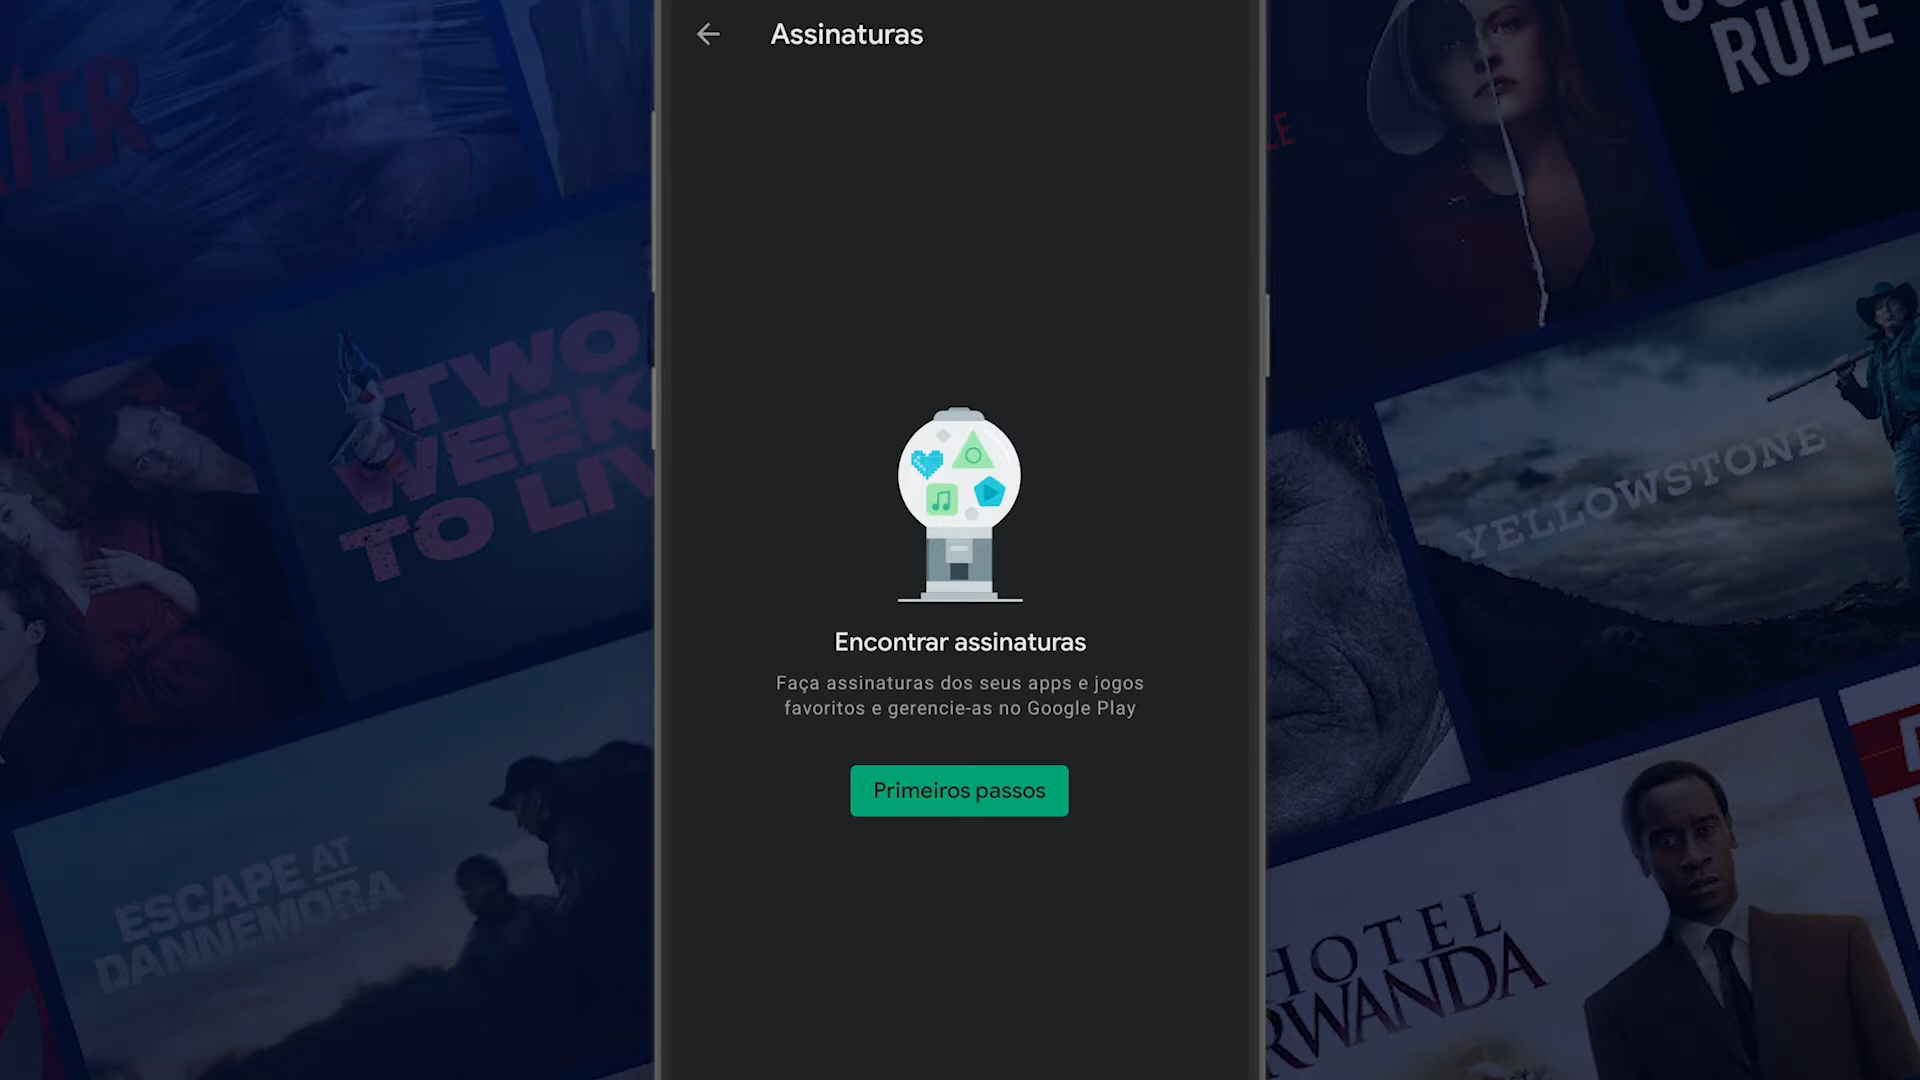 Assinaturas
RULE
TWO
WEEK
TO LIV
YELLOWSTONE
Encontrar assinaturas
Faça assinaturas dos seus apps e jogos
favoritos e gerencie-as no Google Play
Primeiros passos
ESCAPE AT
DANNEMORA
HOTEL
RWANDA